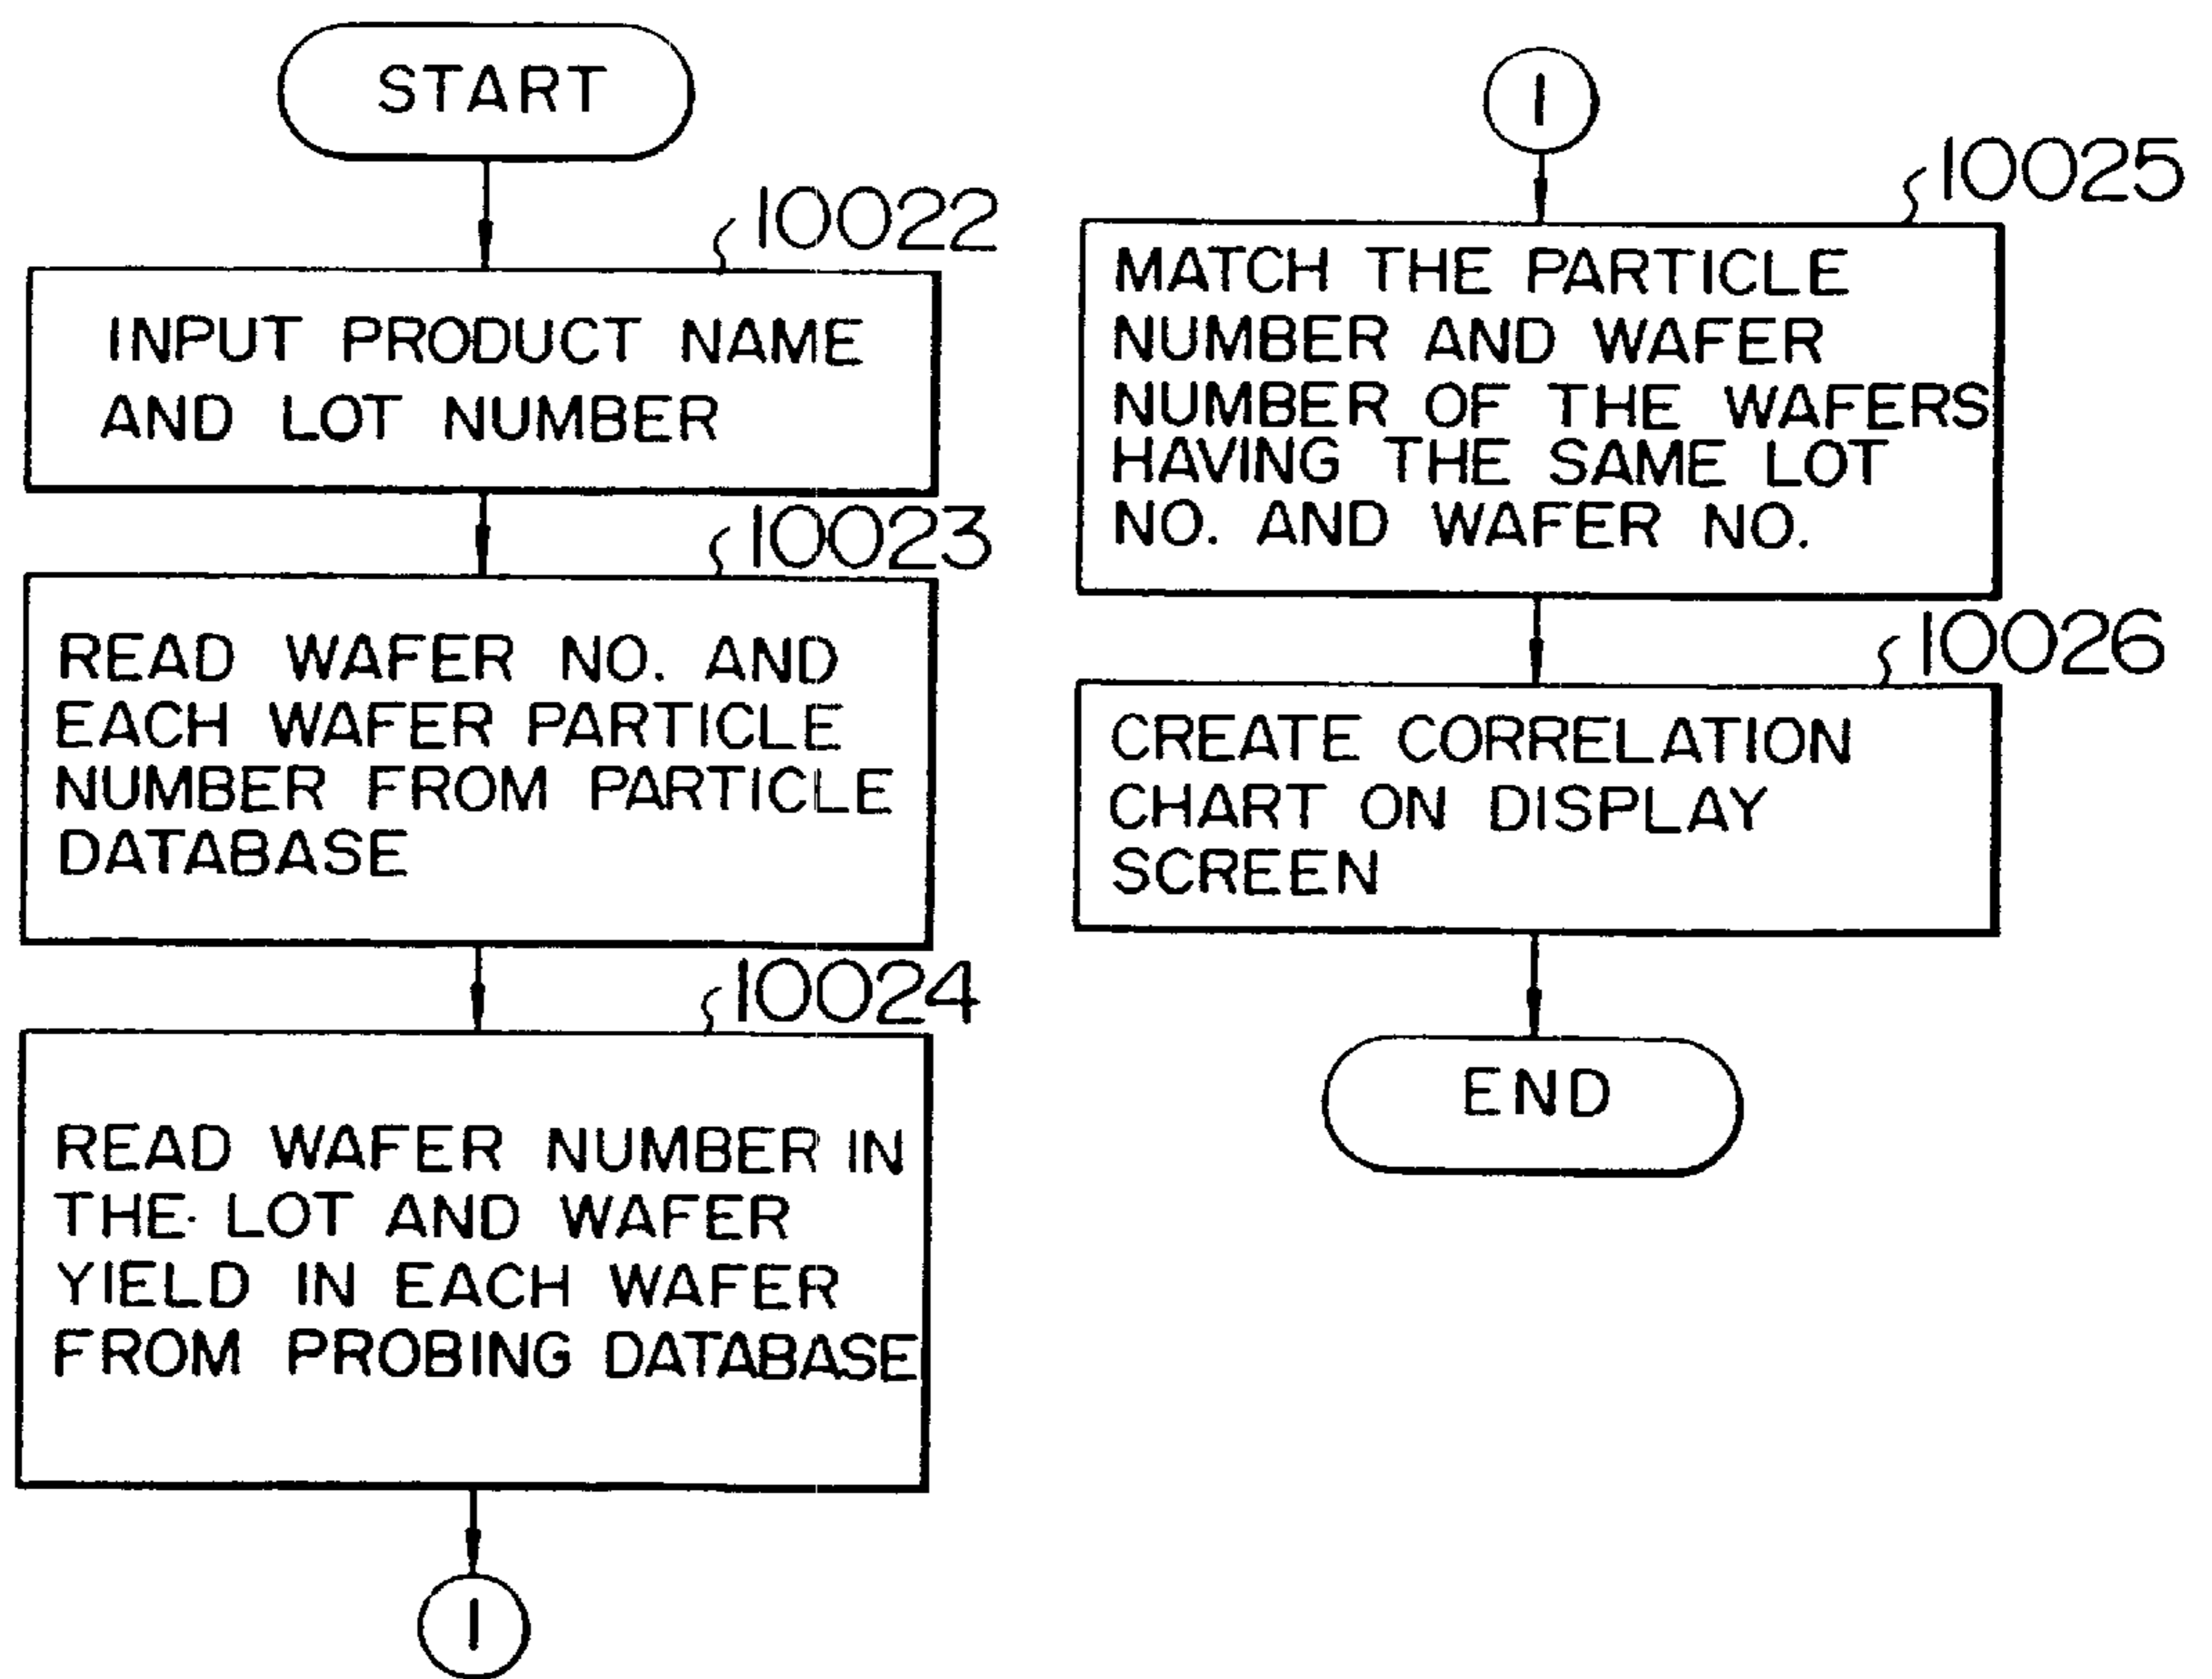 START
10022
INPUT PRODUCT NAME
AND LOT NUMBER
10023
READ WAFER NO. AND
EACH WAFER PARTICLE
NUMBER FROM PARTICLE
DATABASE
10024
READ WAFER NUMBER IN
THE LOT AND WAFER
YIELD IN EACH WAFER
FROM PROBING DATABASE
1
1
10025
MATCH THE PARTICLE
NUMBER AND WAFER
NUMBER OF THE WAFERS
HAVING THE SAME LOT
NO. AND WAFER NO.
10026
CREATE CORRELATION
CHART ON DISPLAY
SCREEN
END